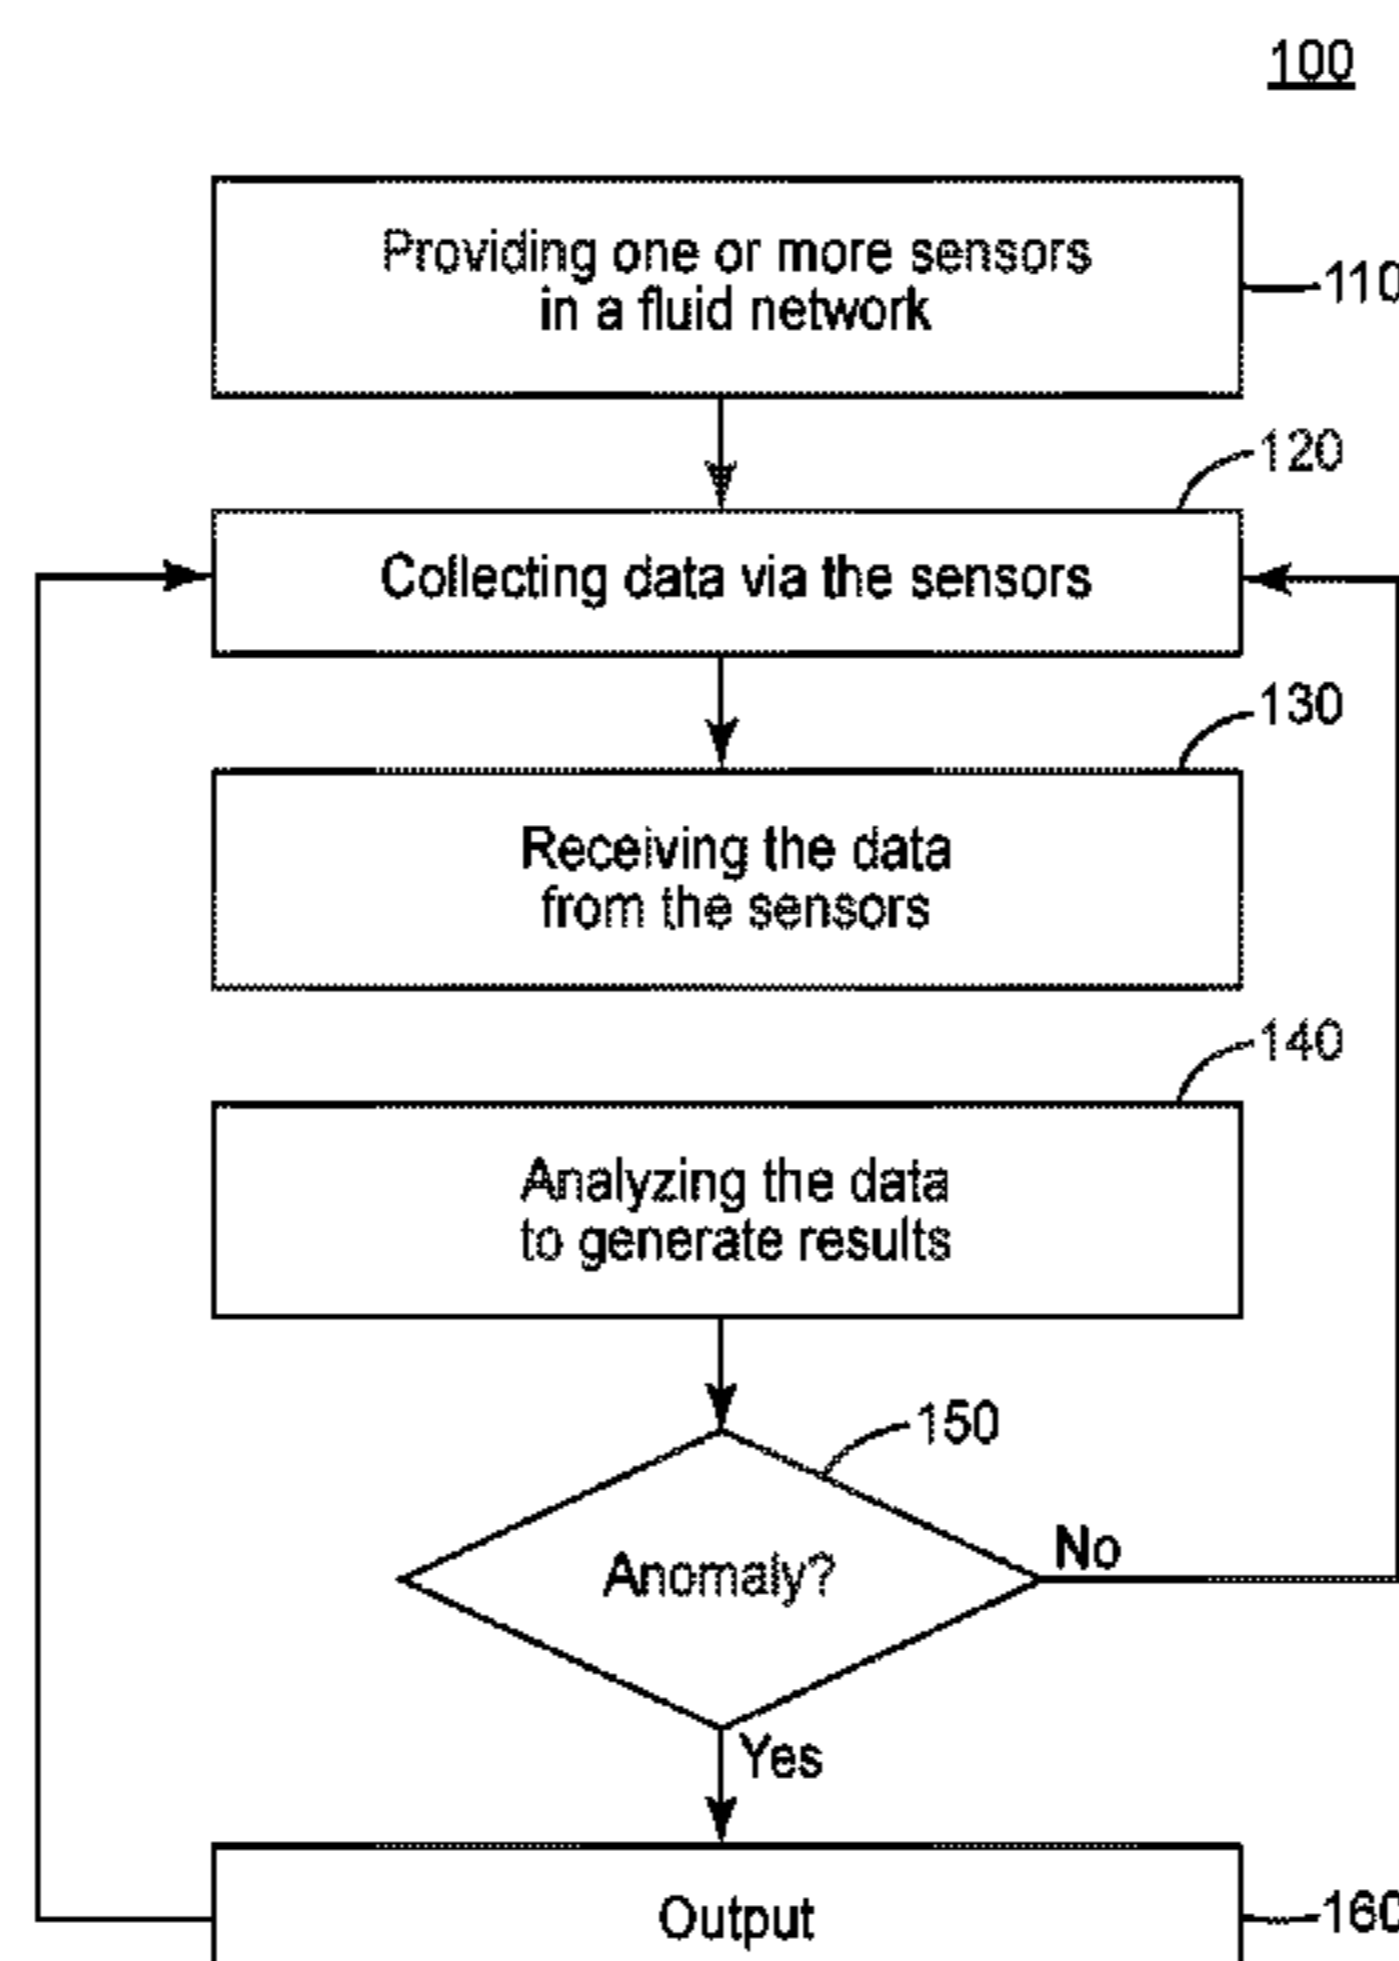 100
Providing one or more sensors
in a fluid network
110
120
Collecting data via the sensors
130
Receiving the data
from the sensors
140
Analyzing the data
to generate results
150
Anomaly?
No
Yes
Output
160